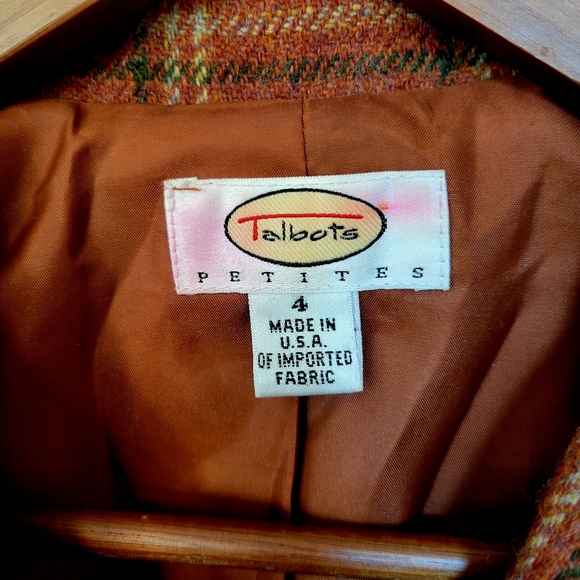 Talbots
PETITES
4
MADE IN
U.S.A.
OF IMPORTED
FABRIC